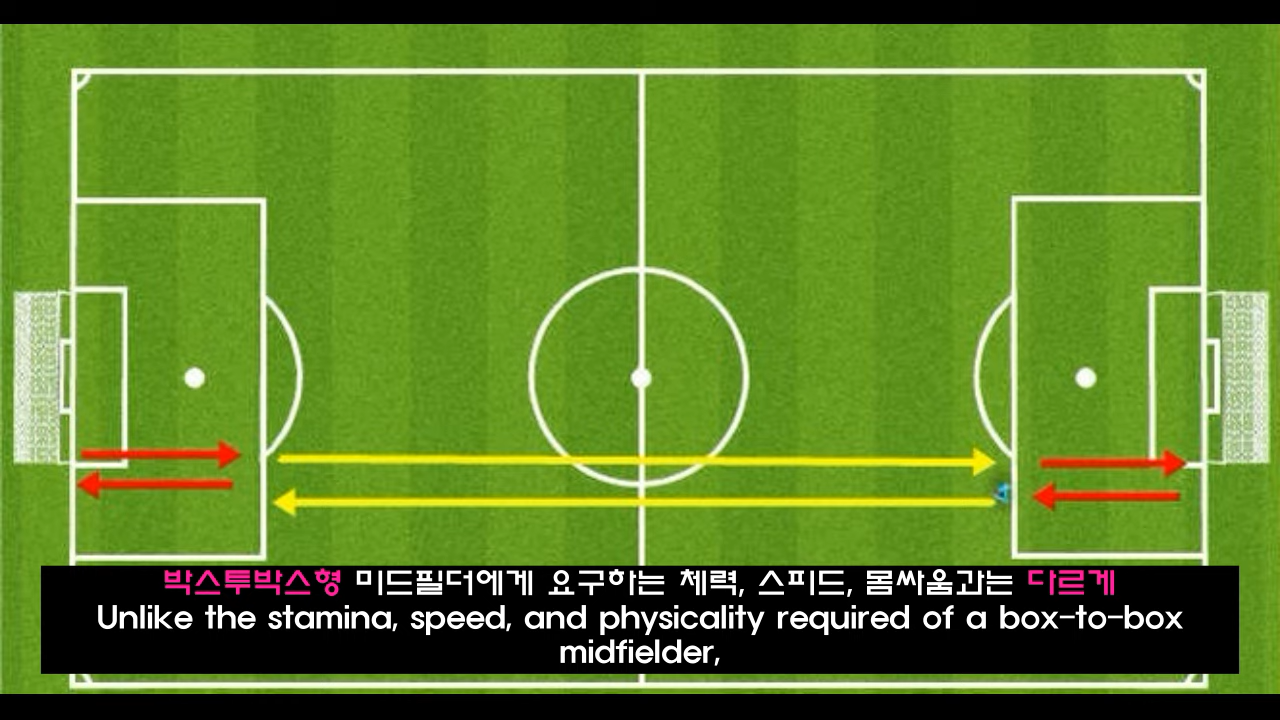 박스투박스형 미드필더에게 요구하는 체력, 스피드, 몸싸움과는 다르게
Unlike the stamina, speed, and physicality required of a box-to-box
midfielder,